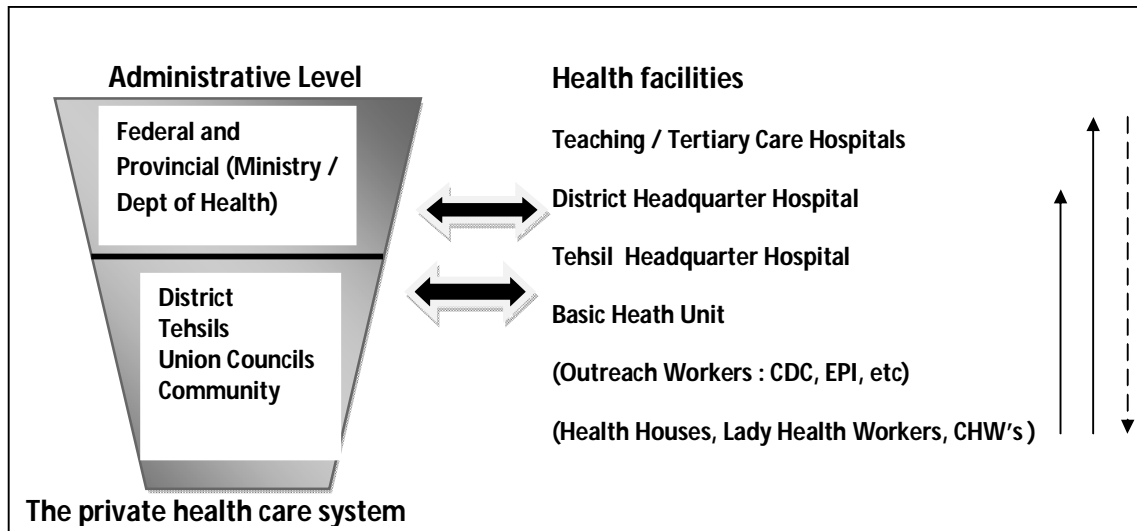 Administrative Level
Federal and
Provincial (Ministry /
Dept of Health)
District
Tehsils
Union Councils
Community
The private health care system
Health facilities
Teaching / Tertiary Care Hospitals
District Headquarter Hospital
Tehsil Headquarter Hospital
Basic Heath Unit
(Outreach Workers : CDC, EPI, etc)
(Health Houses, Lady Health Workers, CHW's )